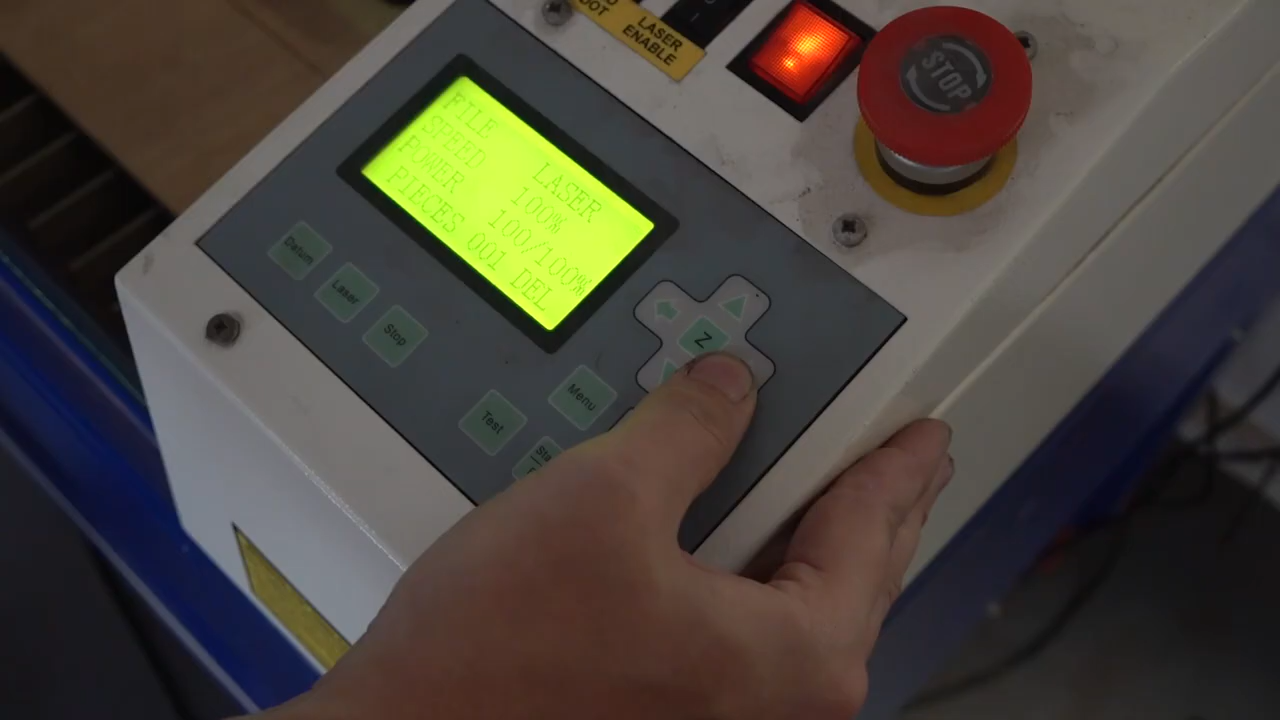 LASER
ENABLE
STOP
FILE LASER
SPEED 100%
POWER 100/100%
PIECES 001 DEL
Datum
Laser
Stop
Z
Menu
Test